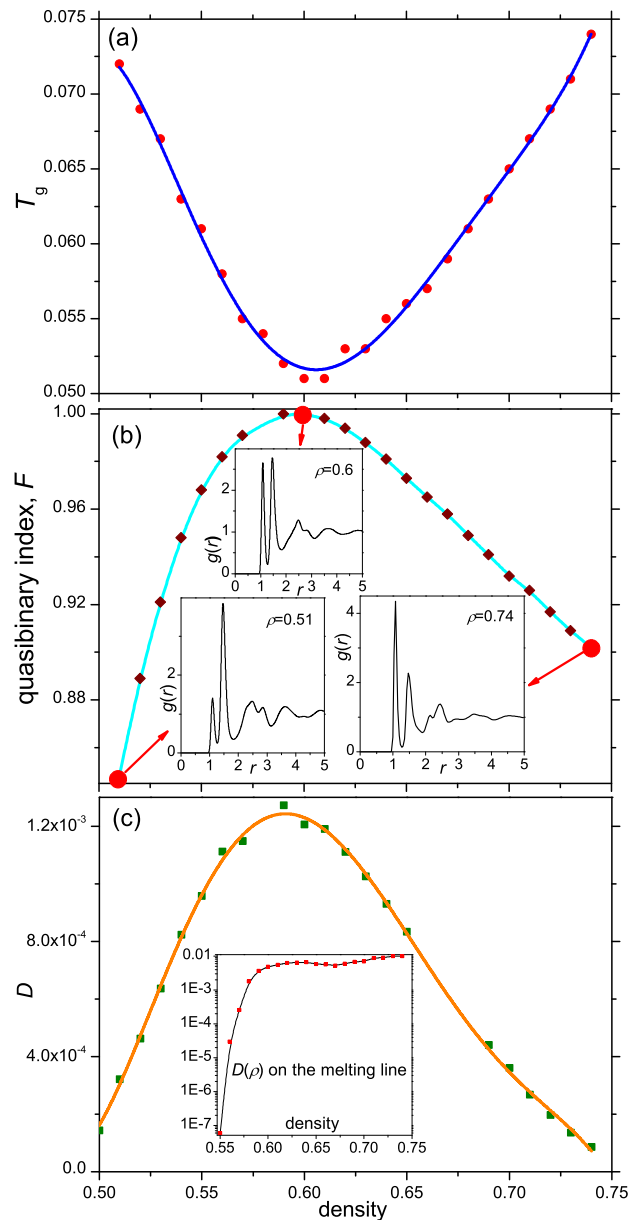 (a)
0.075
0.070
0.065
0.060
0.055
0.050
T_g
(b)
1.00
0.96
0.92
0.88
quasibinary index, F
ρ=0.6
g(r)
2
1
0
0 1 2 r 3 4 5
ρ=0.51
g(r)
2
0
0 1 2 r 3 4 5
ρ=0.74
g(r)
4
2
0
0 1 2 r 3 4 5
(c)
1.2x10⁻³
8.0x10⁻⁴
4.0x10⁻⁴
0.0
D
0.01
1E-3
1E-4
1E-5
1E-6
1E-7
D(ρ) on the melting line
density
0.55 0.60 0.65 0.70 0.75
0.50 0.55 0.60 0.65 0.70 0.75
density